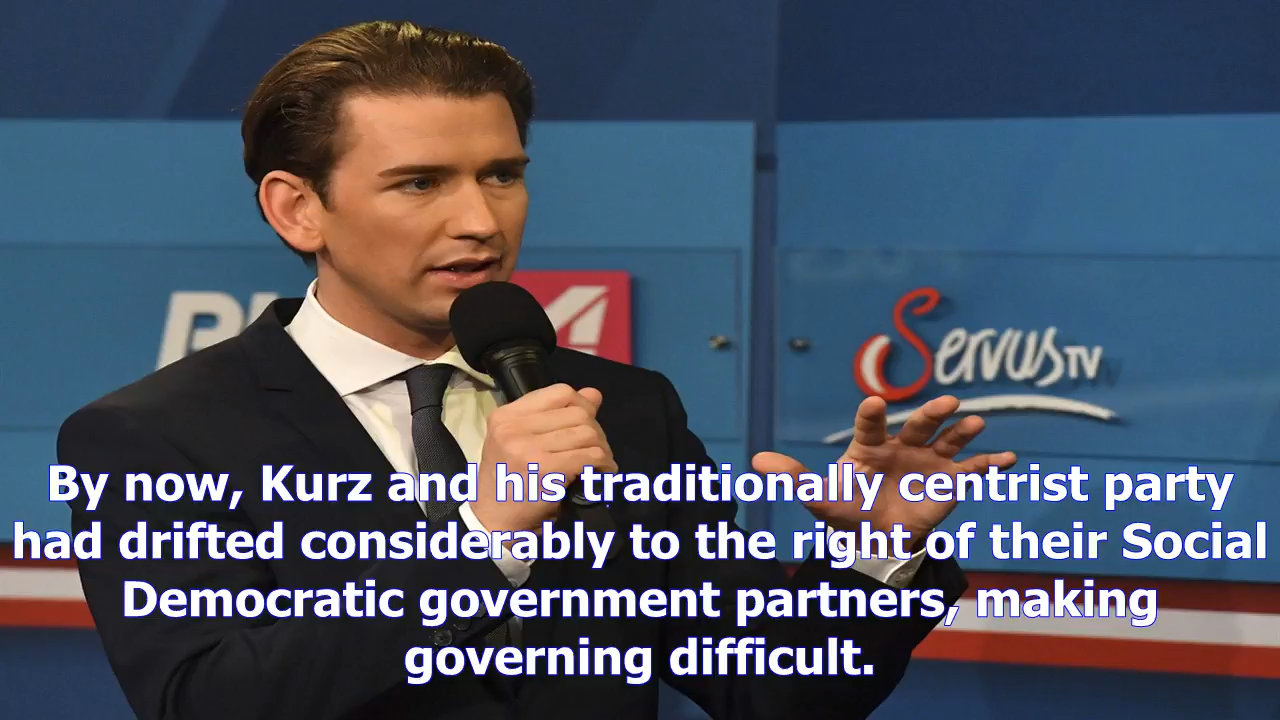 ServusTV
By now, Kurz and his traditionally centrist party
had drifted considerably to the right of their Social
Democratic government partners, making
governing difficult.